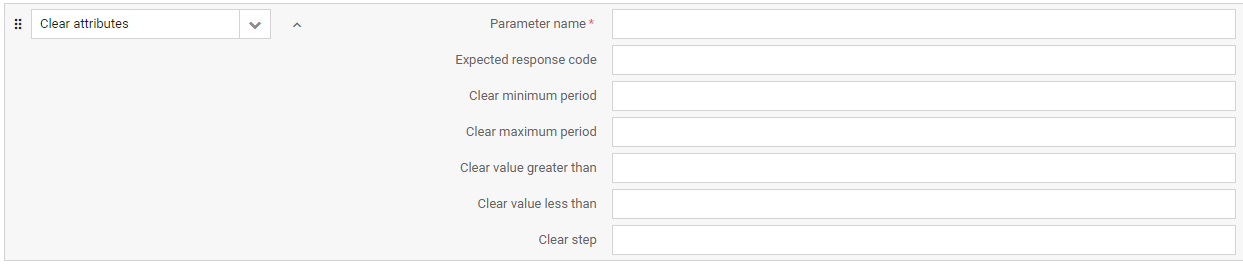 Clear attributes
Parameter name *
Expected response code
Clear minimum period
Clear maximum period
Clear value greater than
Clear value less than
Clear step